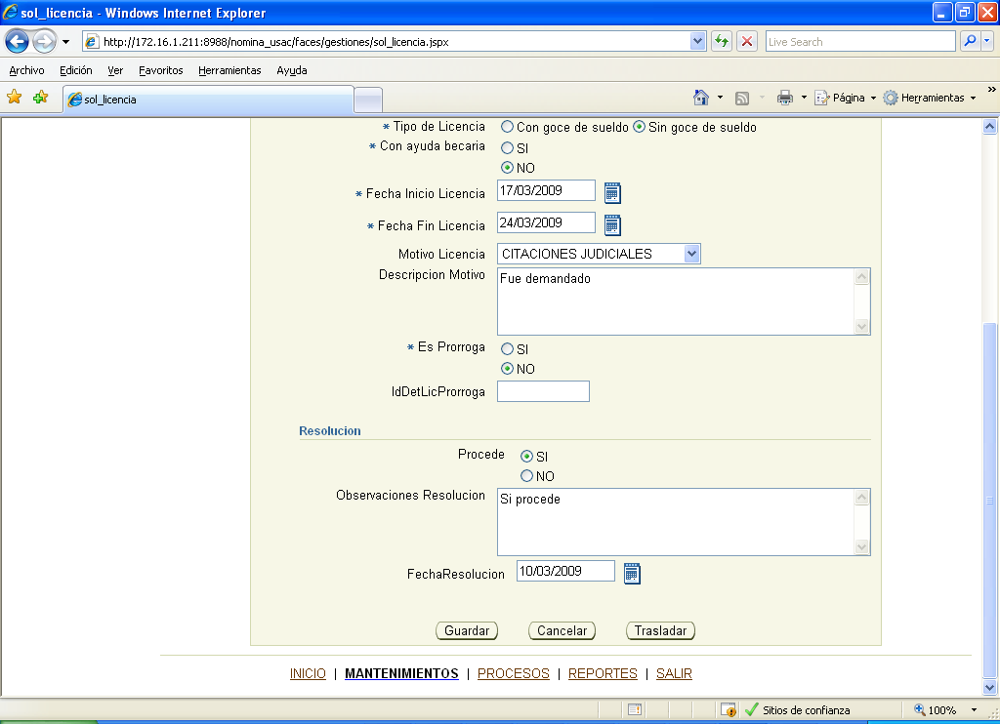 sol_licencia - Windows Internet Explorer
http://172.16.1.211:8988/nomina_usac/faces/gestiones/sol_licencia.jspx
Live Search
Archivo Edición Ver Favoritos Herramientas Ayuda
sol_licencia
Página
Herramientas
* Tipo de Licencia Con goce de sueldo Sin goce de sueldo
* Con ayuda becaria SI
NO
* Fecha Inicio Licencia 17/03/2009
* Fecha Fin Licencia 24/03/2009
Motivo Licencia CITACIONES JUDICIALES
Descripcion Motivo Fue demandado
* Es Prorroga SI
NO
IdDetLicProrroga
Resolucion
Procede SI
NO
Observaciones Resolucion Si procede
FechaResolucion 10/03/2009
Guardar Cancelar Trasladar
INICIO | MANTENIMIENTOS | PROCESOS | REPORTES | SALIR
Sitios de confianza 100%